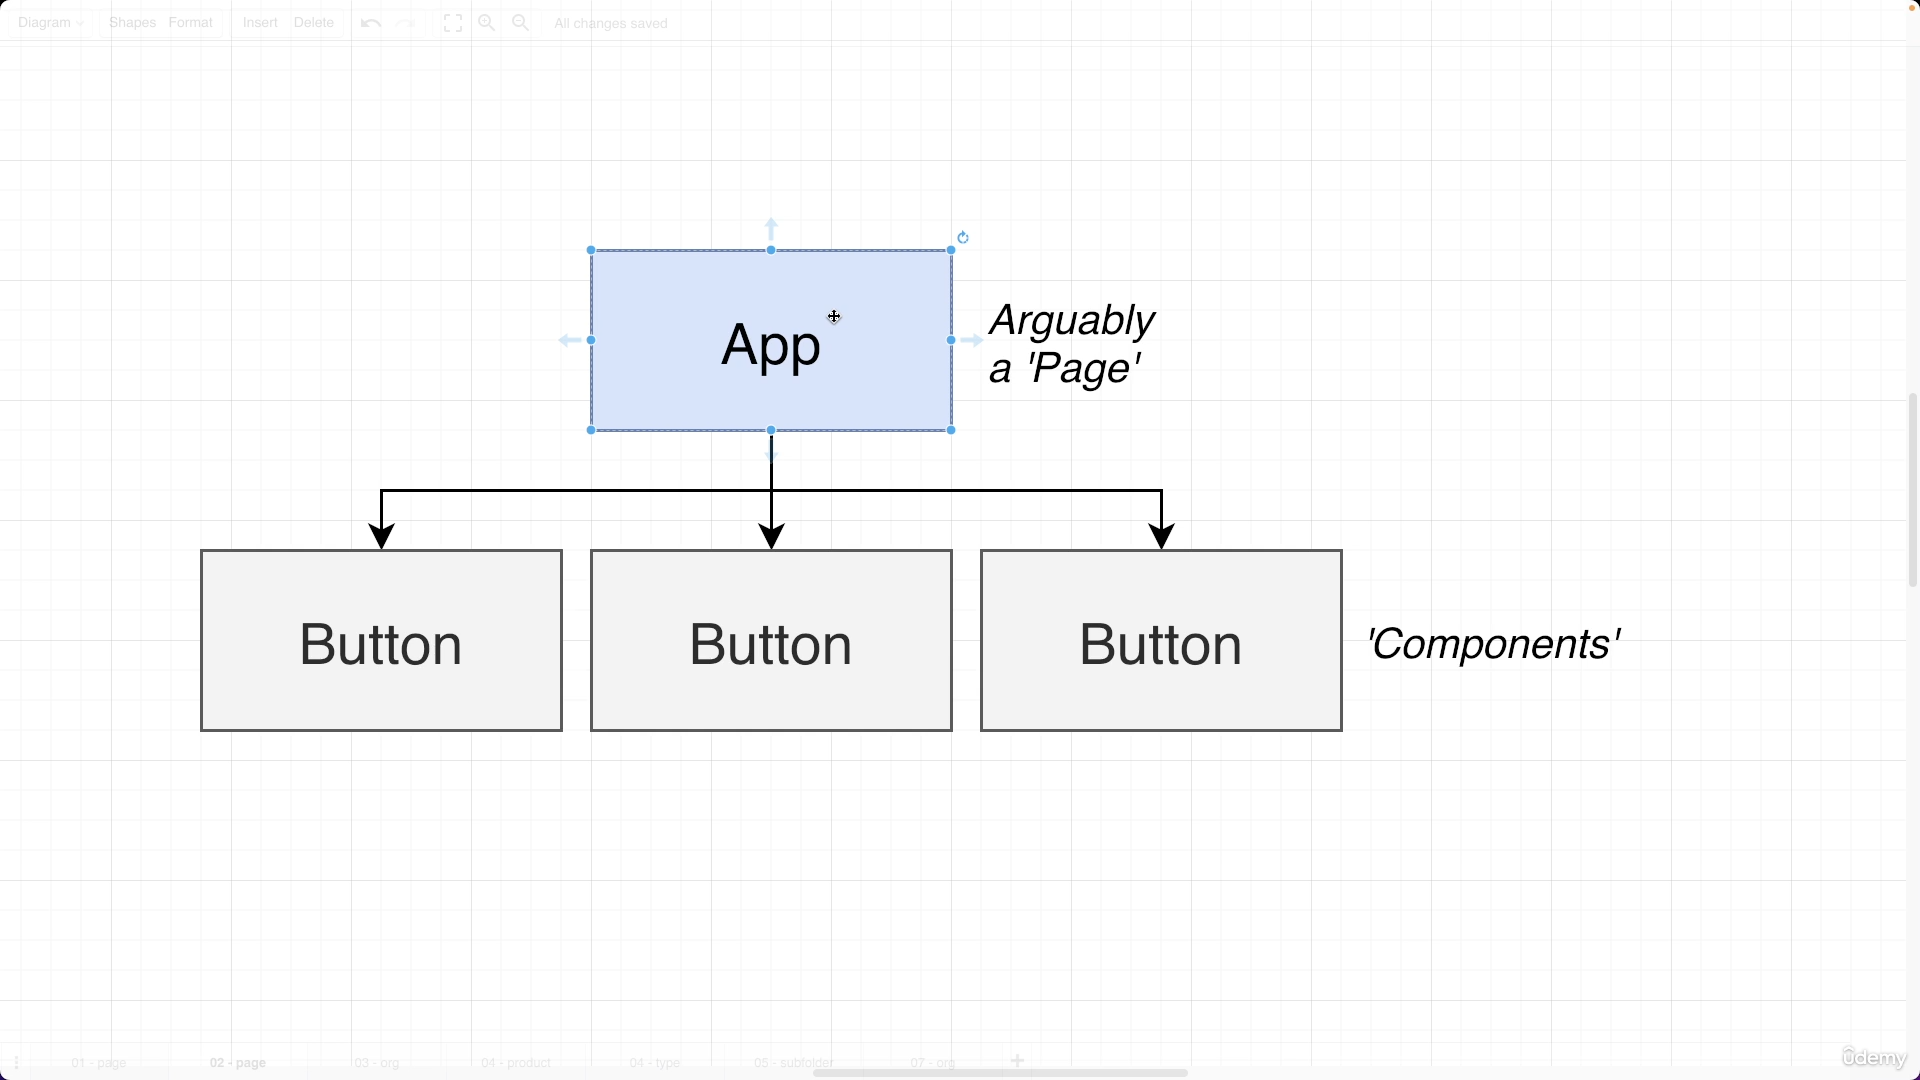 Diagram Shapes Format Insert Delete All changes saved
App
Arguably
a 'Page'
Button Button Button
'Components'
01 - page 02 - page 03 - org 04 - product 04 - type 05 - subfolder 07 - org
ûdemy